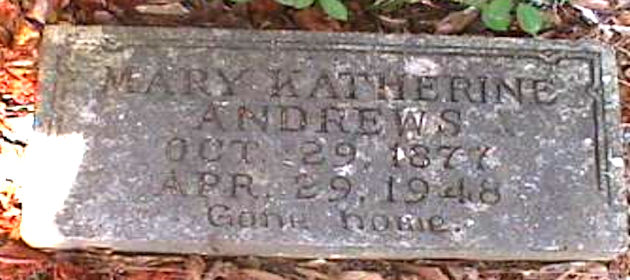 MARY KATHERINE
ANDREWS
OCT. 29, 1877
APR. 29, 1948
Gone home.